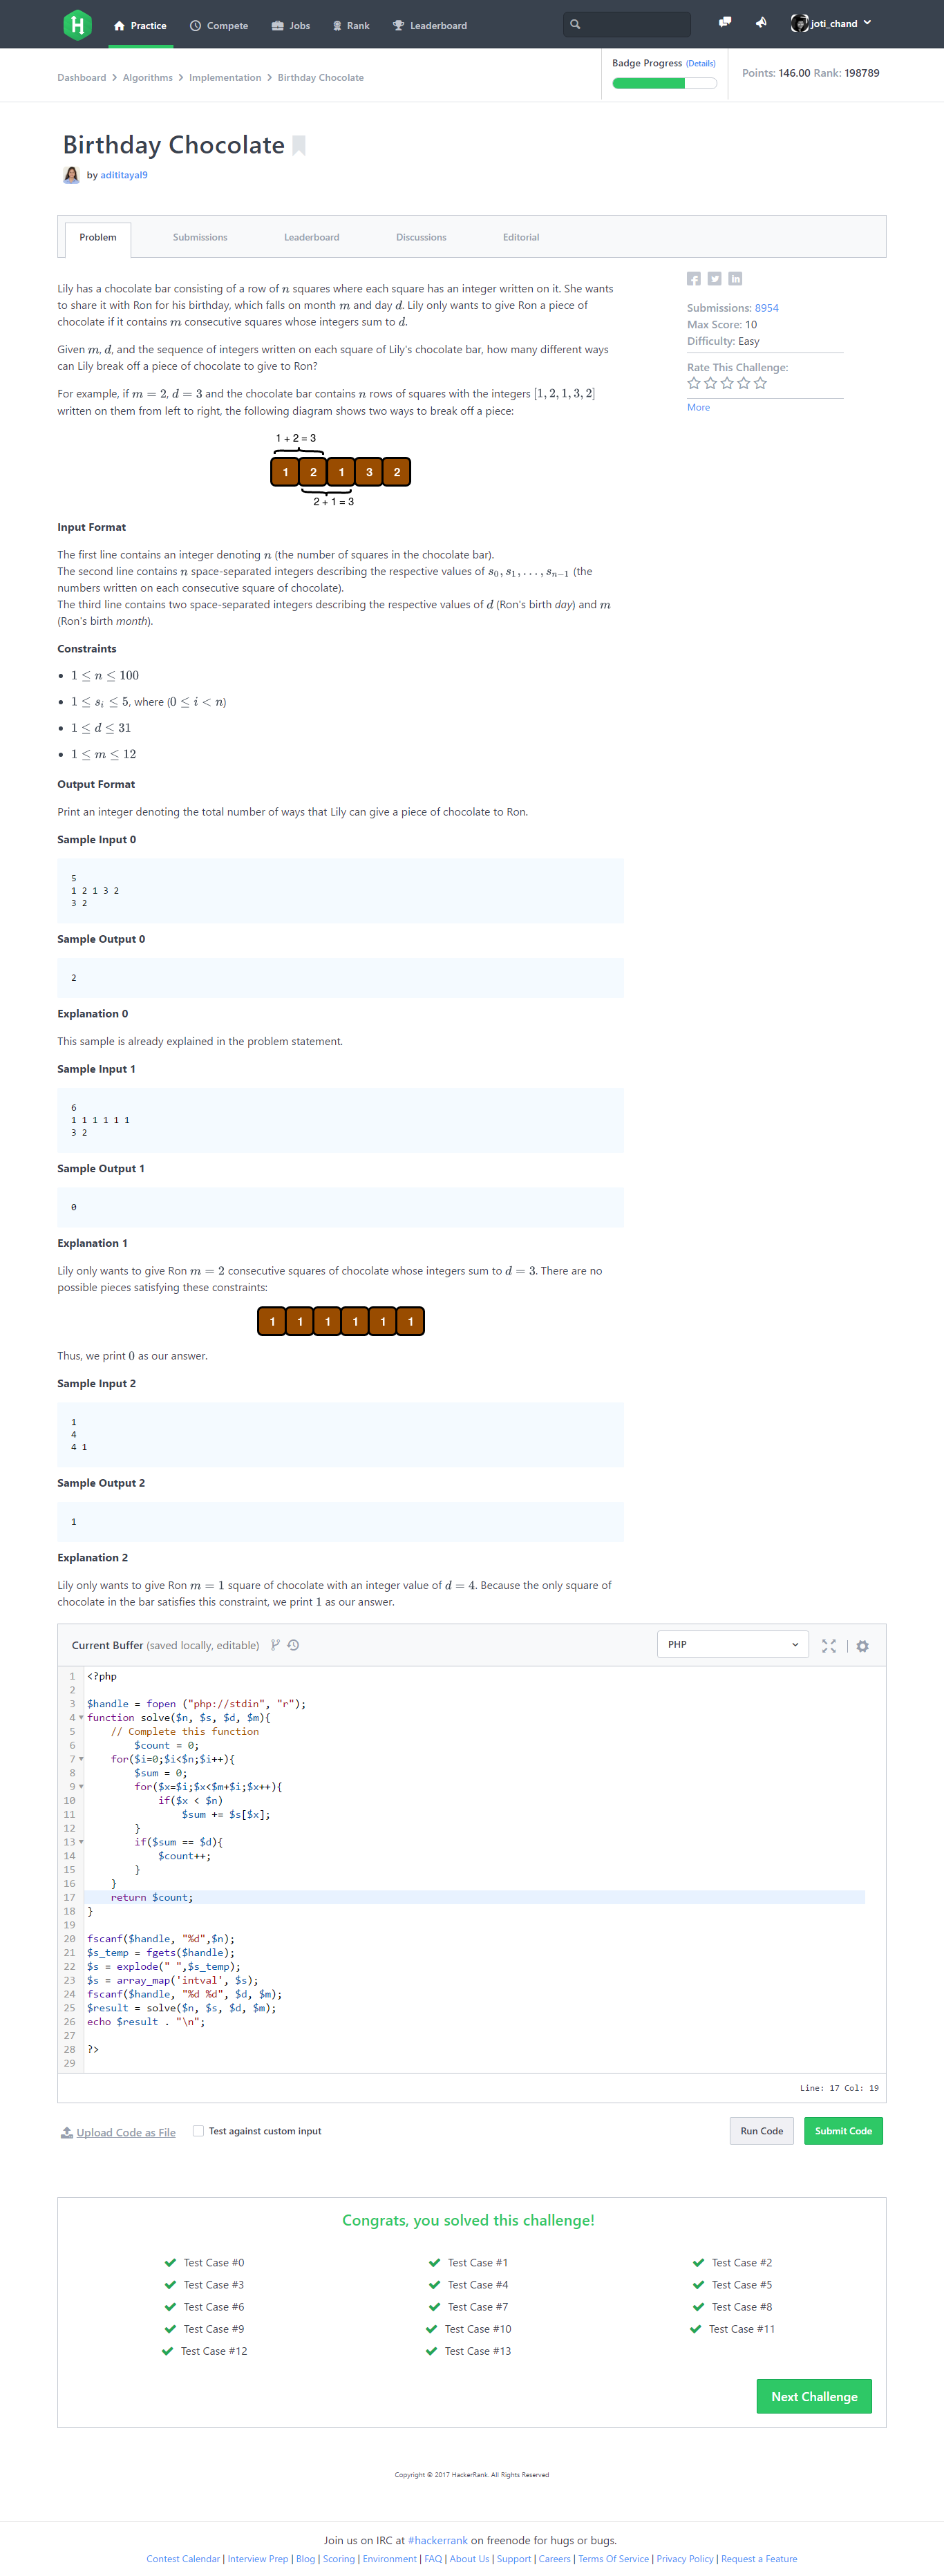 Practice Compete Jobs Rank Leaderboard joti_chand
Dashboard > Algorithms > Implementation > Birthday Chocolate
Badge Progress (Details)
Points: 146.00 Rank: 198789
Birthday Chocolate
by adititayal9
Problem Submissions Leaderboard Discussions Editorial
Lily has a chocolate bar consisting of a row of n squares where each square has an integer written on it. She wants
to share it with Ron for his birthday, which falls on month m and day d. Lily only wants to give Ron a piece of
chocolate if it contains m consecutive squares whose integers sum to d.
Given m, d, and the sequence of integers written on each square of Lily's chocolate bar, how many different ways
can Lily break off a piece of chocolate to give to Ron?
For example, if m = 2, d = 3 and the chocolate bar contains n rows of squares with the integers [1, 2, 1, 3, 2]
written on them from left to right, the following diagram shows two ways to break off a piece:
1 + 2 = 3
1 2 1 3 2
2 + 1 = 3
Submissions: 8954
Max Score: 10
Difficulty: Easy
Rate This Challenge:
More
Input Format
The first line contains an integer denoting n (the number of squares in the chocolate bar).
The second line contains n space-separated integers describing the respective values of s₀, s₁, . . . , sₙ₋₁ (the
numbers written on each consecutive square of chocolate).
The third line contains two space-separated integers describing the respective values of d (Ron's birth day) and m
(Ron's birth month).
Constraints
• 1 ≤ n ≤ 100
• 1 ≤ sᵢ ≤ 5, where (0 ≤ i < n)
• 1 ≤ d ≤ 31
• 1 ≤ m ≤ 12
Output Format
Print an integer denoting the total number of ways that Lily can give a piece of chocolate to Ron.
Sample Input 0
5
1 2 1 3 2
3 2
Sample Output 0
2
Explanation 0
This sample is already explained in the problem statement.
Sample Input 1
6
1 1 1 1 1 1
3 2
Sample Output 1
0
Explanation 1
Lily only wants to give Ron m = 2 consecutive squares of chocolate whose integers sum to d = 3. There are no
possible pieces satisfying these constraints:
1 1 1 1 1 1
Thus, we print 0 as our answer.
Sample Input 2
1
4
4 1
Sample Output 2
1
Explanation 2
Lily only wants to give Ron m = 1 square of chocolate with an integer value of d = 4. Because the only square of
chocolate in the bar satisfies this constraint, we print 1 as our answer.
Current Buffer (saved locally, editable) PHP
1 <?php
2
3 $handle = fopen ("php://stdin", "r");
4 function solve($n, $s, $d, $m){
5 // Complete this function
6 $count = 0;
7 for($i=0;$i<$n;$i++){
8 $sum = 0;
9 for($x=$i;$x<$m+$i;$x++){
10 if($x < $n)
11 $sum += $s[$x];
12 }
13 if($sum == $d){
14 $count++;
15 }
16 }
17 return $count;
18 }
19
20 fscanf($handle, "%d",$n);
21 $s_temp = fgets($handle);
22 $s = explode(" ",$s_temp);
23 $s = array_map('intval', $s);
24 fscanf($handle, "%d %d", $d, $m);
25 $result = solve($n, $s, $d, $m);
26 echo $result . "\n";
27
28 ?>
29
Line: 17 Col: 19
Upload Code as File Test against custom input Run Code Submit Code
Congrats, you solved this challenge!
Test Case #0 Test Case #1 Test Case #2
Test Case #3 Test Case #4 Test Case #5
Test Case #6 Test Case #7 Test Case #8
Test Case #9 Test Case #10 Test Case #11
Test Case #12 Test Case #13
Next Challenge
Copyright © 2017 HackerRank. All Rights Reserved
Join us on IRC at #hackerrank on freenode for hugs or bugs.
Contest Calendar | Interview Prep | Blog | Scoring | Environment | FAQ | About Us | Support | Careers | Terms Of Service | Privacy Policy | Request a Feature